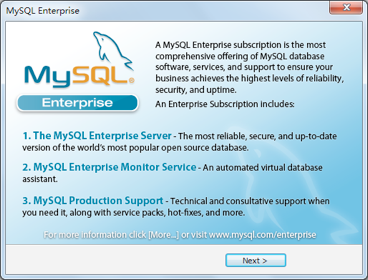 MySQL Enterprise
MySQL®
Enterprise
A MySQL Enterprise subscription is the most
comprehensive offering of MySQL database
software, services, and support to ensure your
business achieves the highest levels of reliability,
security, and uptime.
An Enterprise Subscription includes:
1. The MySQL Enterprise Server - The most reliable, secure, and up-to-date
version of the world's most popular open source database.
2. MySQL Enterprise Monitor Service - An automated virtual database
assistant.
3. MySQL Production Support - Technical and consultative support when
you need it, along with service packs, hot-fixes, and more.
For more information click [More...] or visit www.mysql.com/enterprise
Next >